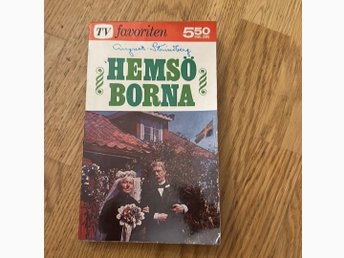 TV favoriten 5.50
August Strindberg
HEMSÖ
BORNA